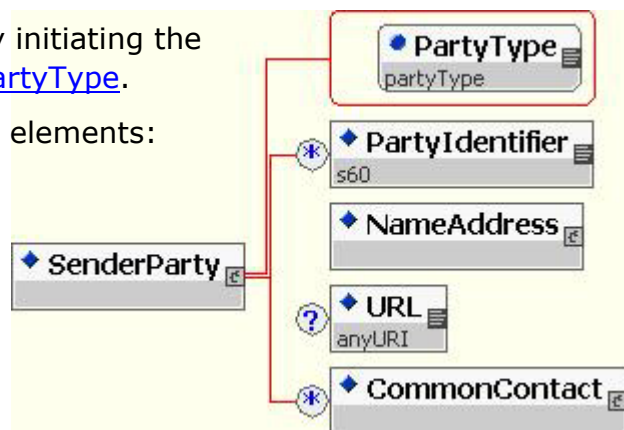 y initiating the
artyType.
elements:
PartyType
partyType
* PartyIdentifier
s60
NameAddress
SenderParty
? URL
anyURI
* CommonContact